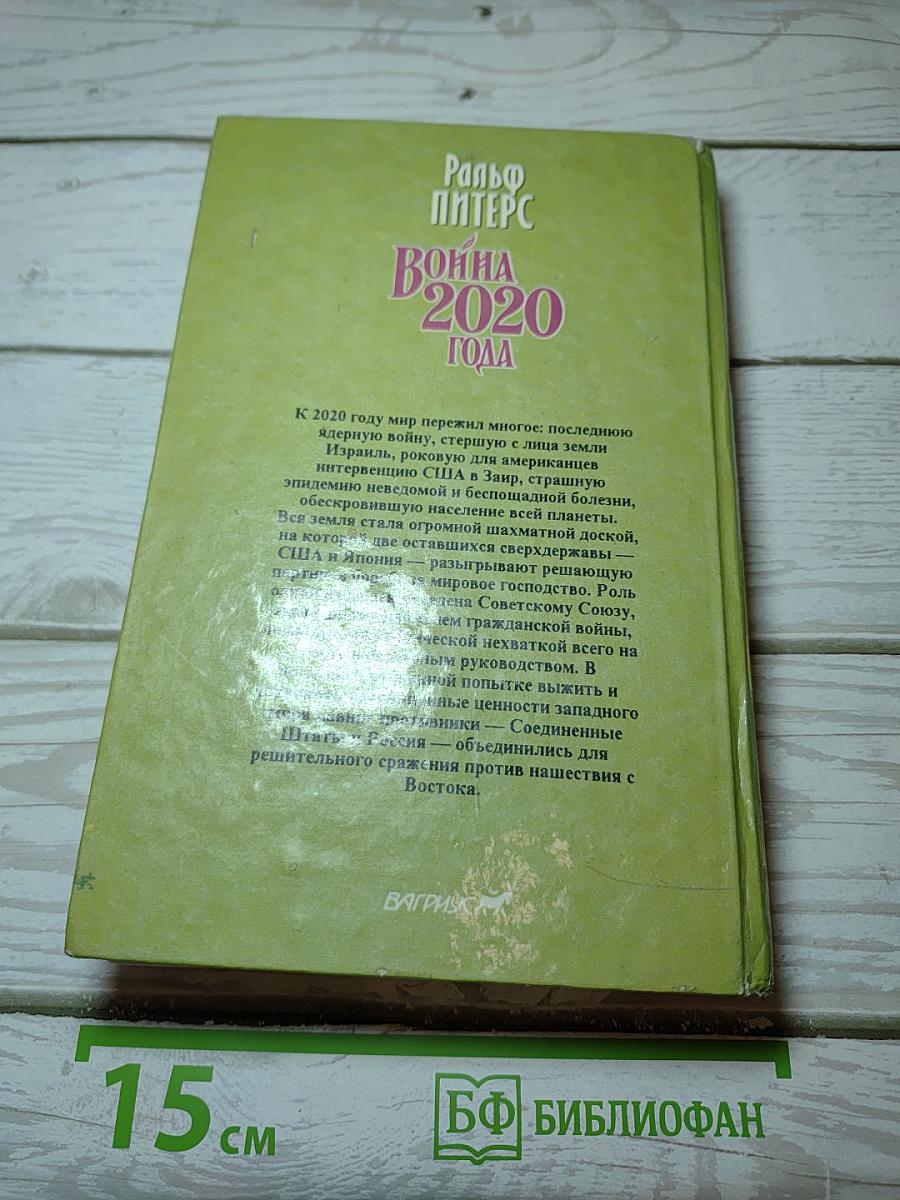 Ральф
ПИТЕРС
ВОЙНА
2020
ГОДА
К 2020 году мир пережил многое: последнюю
ядерную войну, стершую с лица земли
Израиль, роковую для американцев
интервенцию США в Заир, страшную
эпидемию неведомой и беспощадной болезни,
обескровившую население всей планеты.
Вся земля стала огромной шахматной доской,
на которой две оставшихся сверхдержавы —
США и Япония — разыгрывают решающую
мировое господство. Роль
Советскому Союзу,
гражданской войны,
нехваткой всего на
руководством. В
попытке выжить и
ценности западного
противники — Соединенные
Штаты и Россия — объединились для
решительного сражения против нашествия с
Востока.
ВАГРИУС
15 см
БФ БИБЛИОФАН